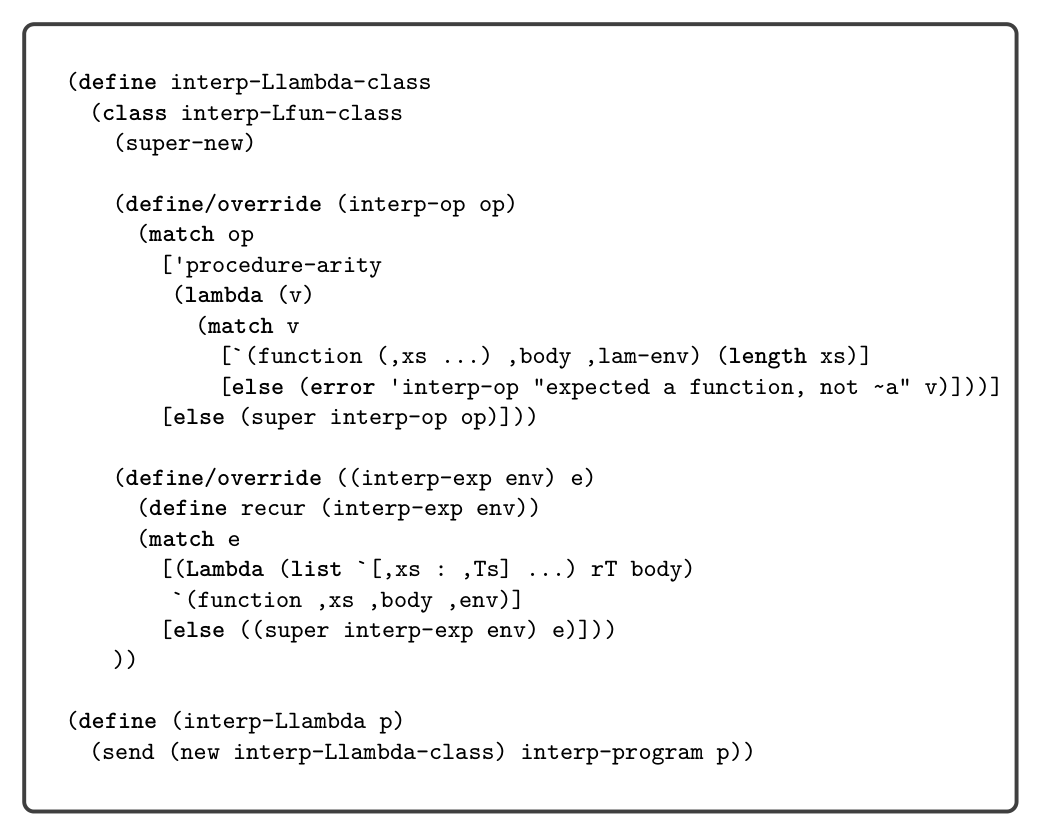 (define interp-Llambda-class
  (class interp-Lfun-class
    (super-new)

    (define/override (interp-op op)
      (match op
        ['procedure-arity
         (lambda (v)
           (match v
             [`(function (,xs ...) ,body ,lam-env) (length xs)]
             [else (error 'interp-op "expected a function, not ~a" v)]))]
        [else (super interp-op op)]))

    (define/override ((interp-exp env) e)
      (define recur (interp-exp env))
      (match e
        [(Lambda (list `[,xs : ,Ts] ...) rT body)
         `(function ,xs ,body ,env)]
        [else ((super interp-exp env) e)]))
    ))

(define (interp-Llambda p)
  (send (new interp-Llambda-class) interp-program p))